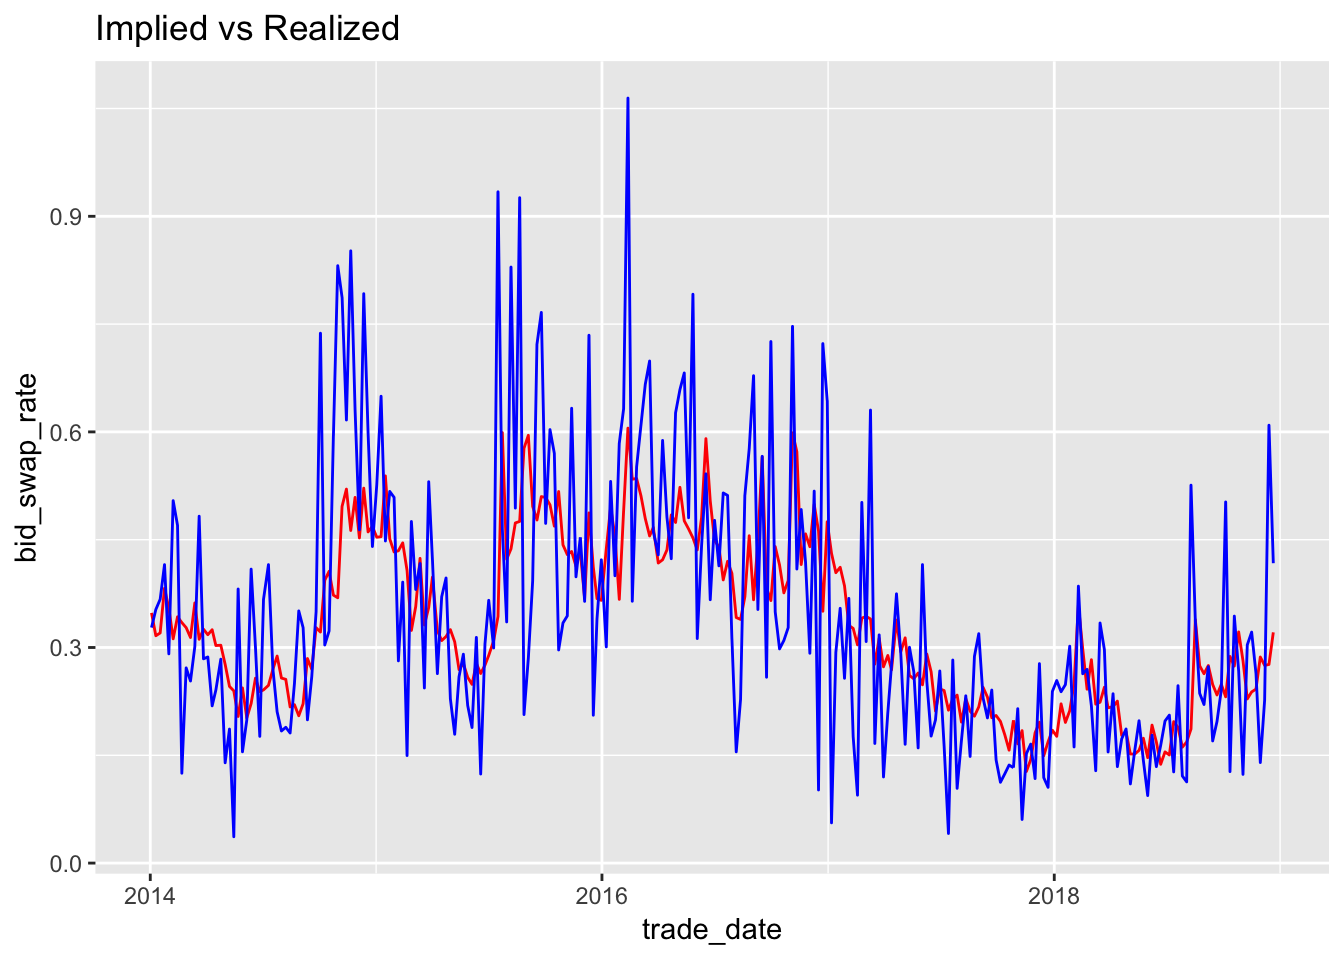 Implied vs Realized
bid_swap_rate
0.9
0.6
0.3
0.0
2014
2016
2018
trade_date